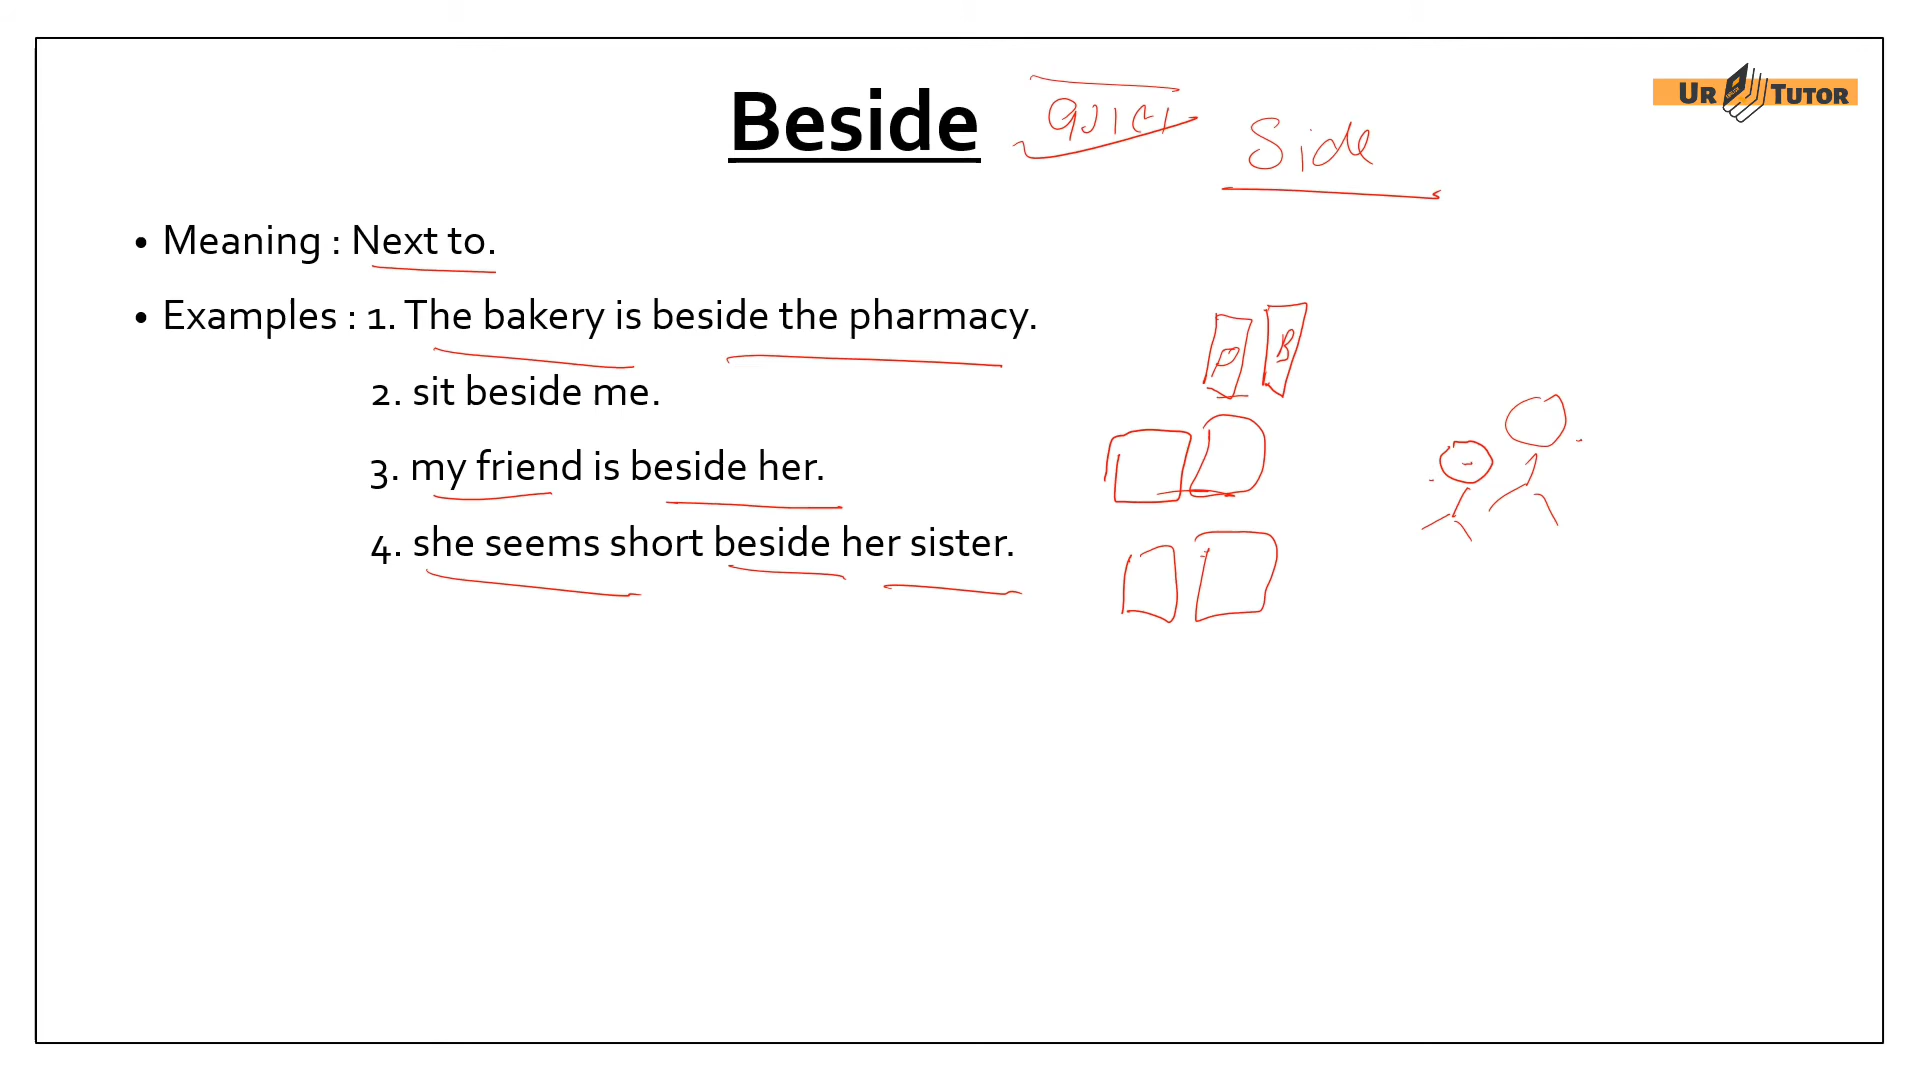 Beside
Side
UR TUTOR
• Meaning : Next to.
• Examples : 1. The bakery is beside the pharmacy.
2. sit beside me.
3. my friend is beside her.
4. she seems short beside her sister.
P B